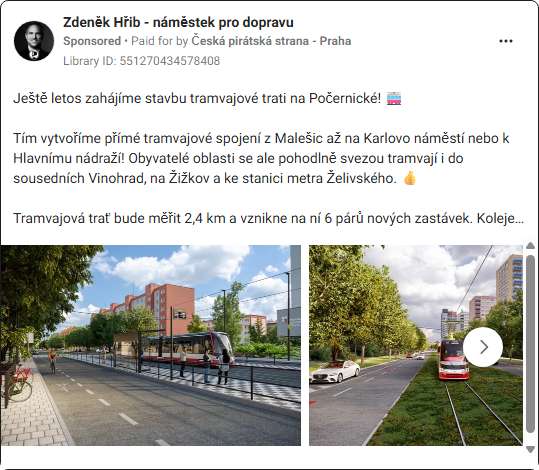 Zdeněk Hřib - náměstek pro dopravu
Sponsored • Paid for by Česká pirátská strana - Praha
Library ID: 551270434578408
Ještě letos zahájíme stavbu tramvajové trati na Počernické! 🚊
Tím vytvoříme přímé tramvajové spojení z Malešic až na Karlovo náměstí nebo k
Hlavnímu nádraží! Obyvatelé oblasti se ale pohodlně svezou tramvají i do
sousedních Vinohrad, na Žižkov a ke stanici metra Želivského. 👍
Tramvajová trať bude měřit 2,4 km a vznikne na ní 6 párů nových zastávek. Koleje...